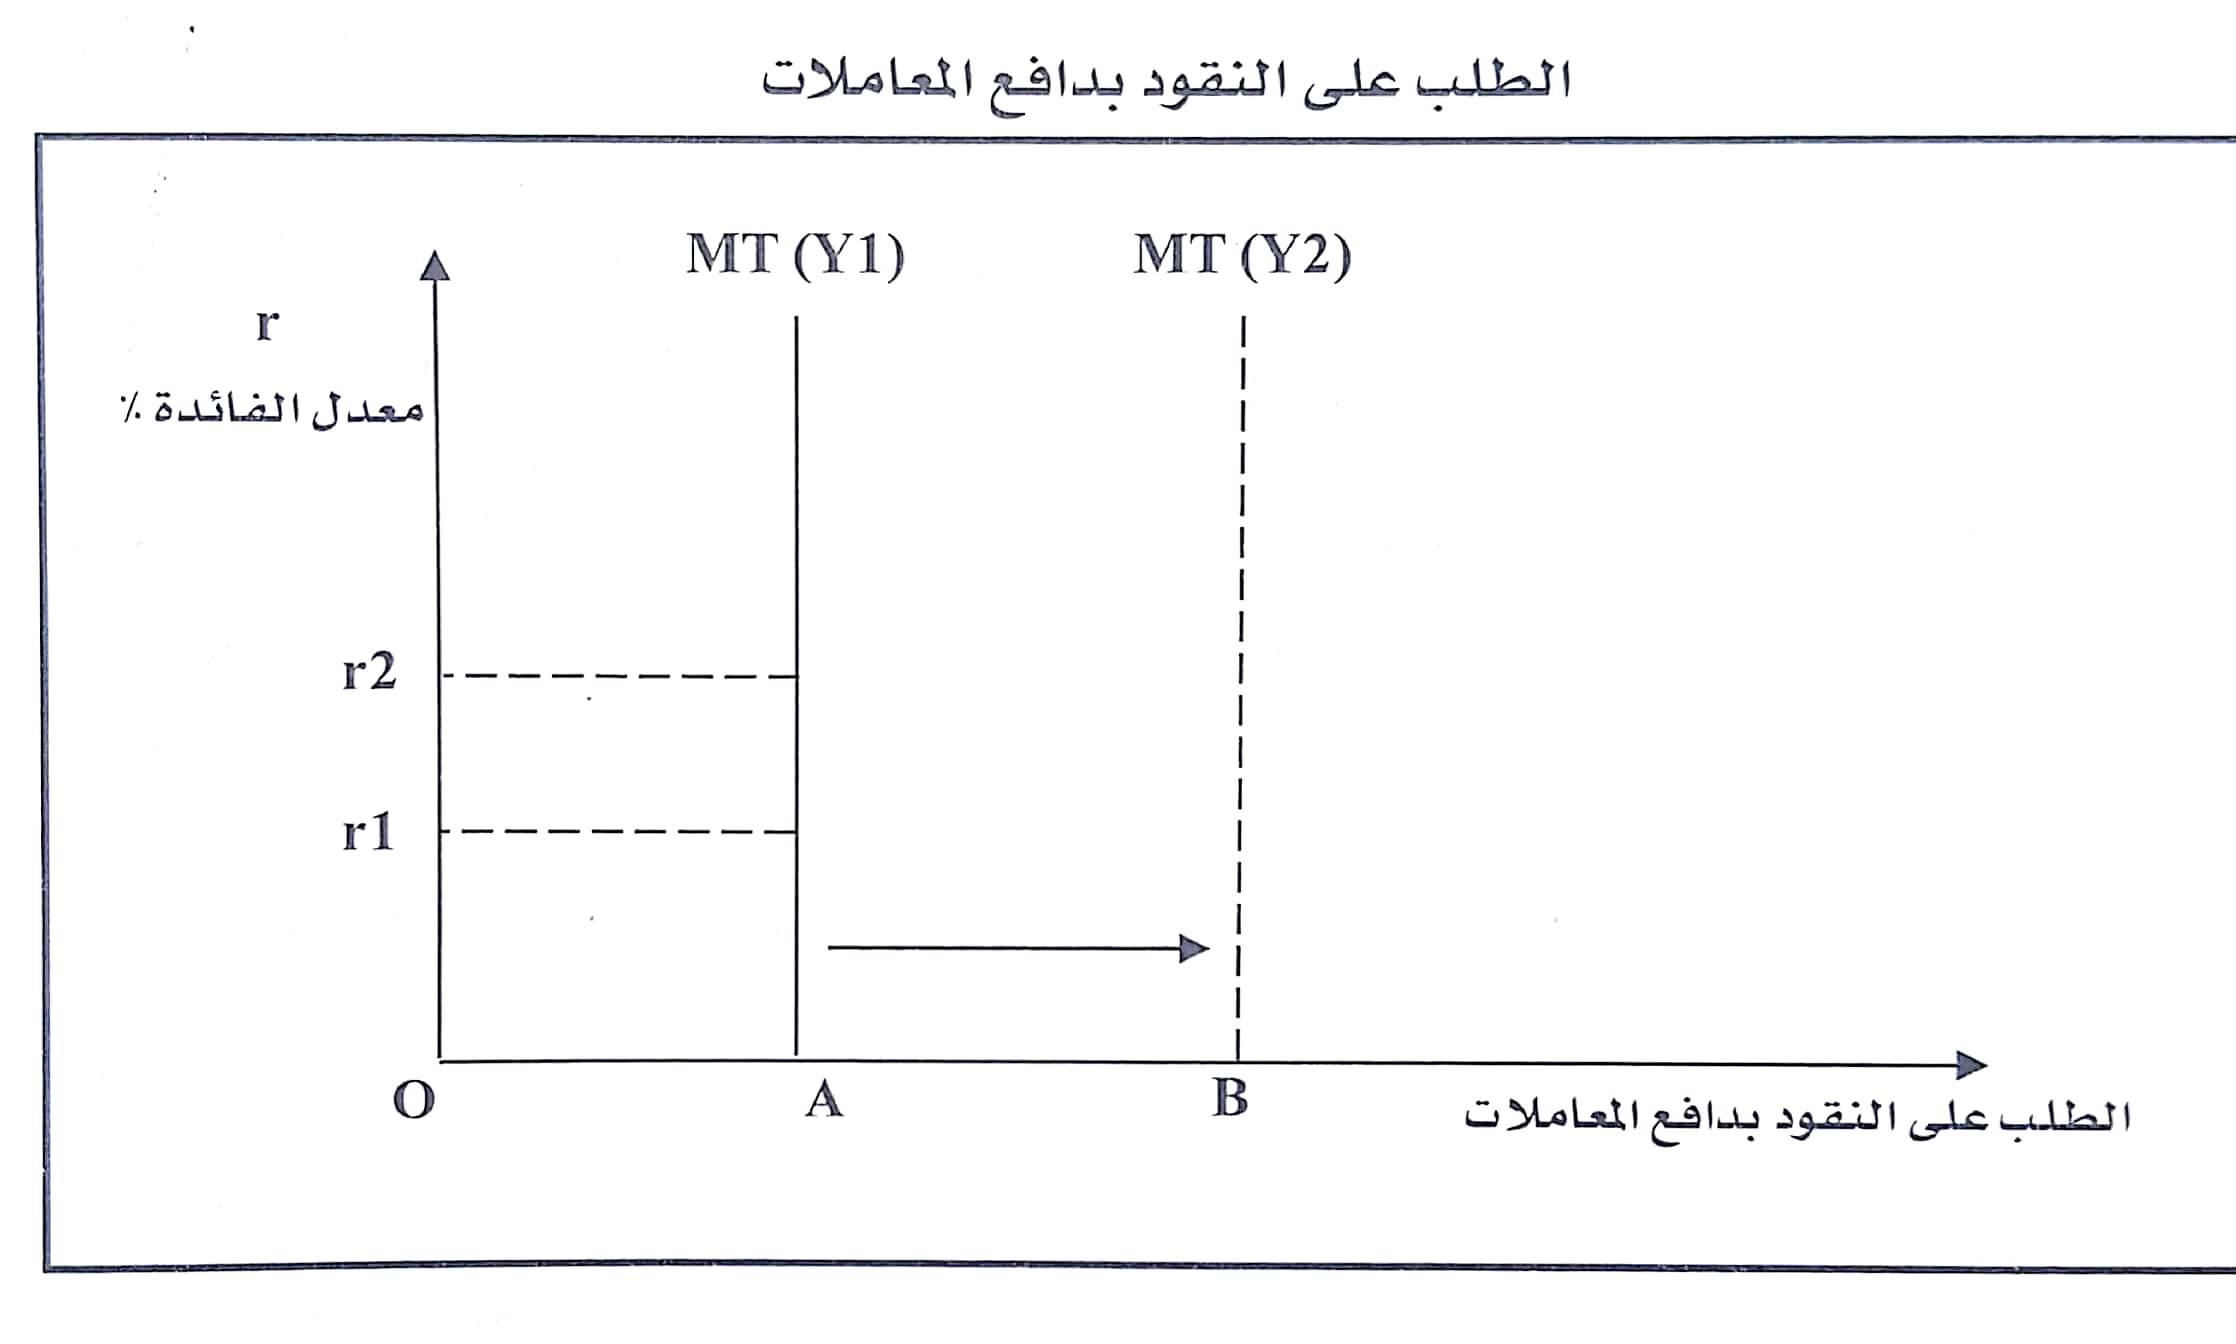 الطلب على النقود بدافع المعاملات
MT (Y1)
MT (Y2)
r
معدل الفائدة ٪
r2
r1
O
A
B
الطلب على النقود بدافع المعاملات